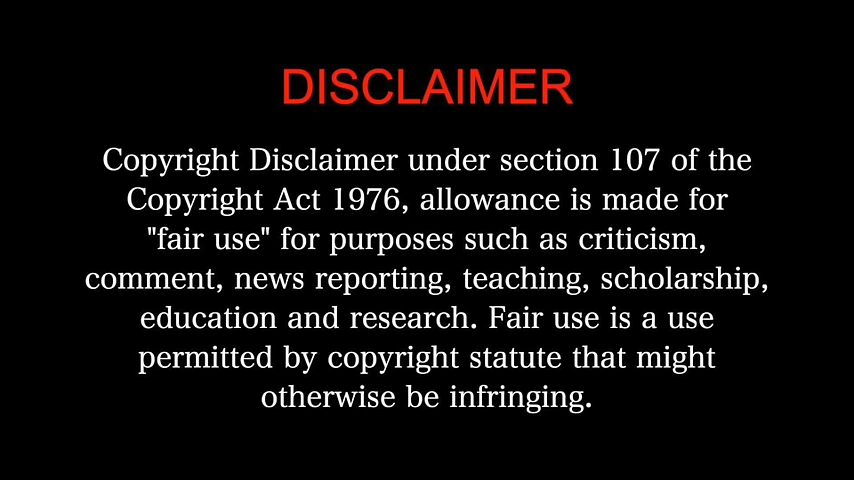 DISCLAIMER
Copyright Disclaimer under section 107 of the
Copyright Act 1976, allowance is made for
"fair use" for purposes such as criticism,
comment, news reporting, teaching, scholarship,
education and research. Fair use is a use
permitted by copyright statute that might
otherwise be infringing.